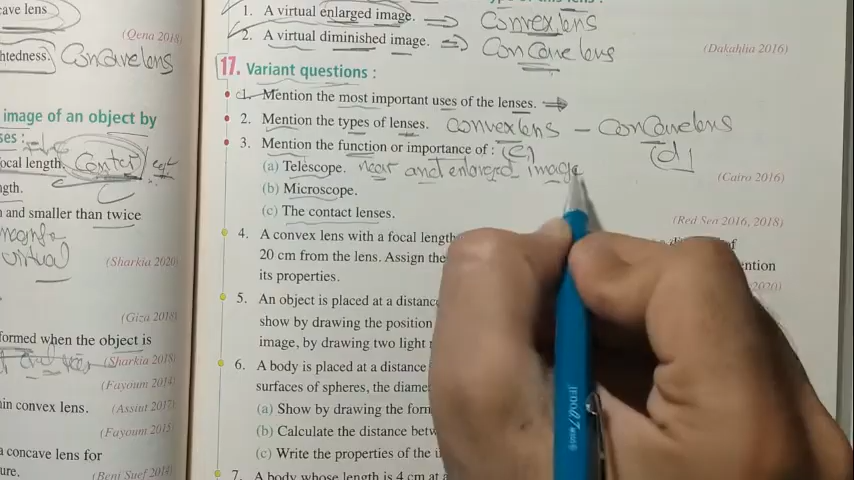 cave lens
(Qena 2018)
htedness. Concave lens
image of an object by
ses:
focal length. Center
ngth.
n and smaller than twice
virtual
(Sharkia 2020)
(Giza 2018)
formed when the object is
(Sharkia 2018)
(Fayoum 2014)
ain convex lens. (Assiut 2017)
(Fayoum 2015)
a concave lens for
ure. (Beni Suef 2014)
1. A virtual enlarged image. ⇒ Convex lens
2. A virtual diminished image. ⇒ Concave lens
(Dakahlia 2016)
17. Variant questions :
1. Mention the most important uses of the lenses. ⇒
2. Mention the types of lenses. convex lens - concave lens
3. Mention the function or importance of :
(a) Telescope. near and enlarged image
(Cairo 2016)
(b) Microscope.
(c) The contact lenses.
(Red Sea 2016, 2018)
4. A convex lens with a focal length
20 cm from the lens. Assign the
its properties.
5. An object is placed at a distance
show by drawing the position
image, by drawing two light
6. A body is placed at a distance
surfaces of spheres, the
(a) Show by drawing the
(b) Calculate the distance
(c) Write the properties of the
7. A body whose length is 4 cm at